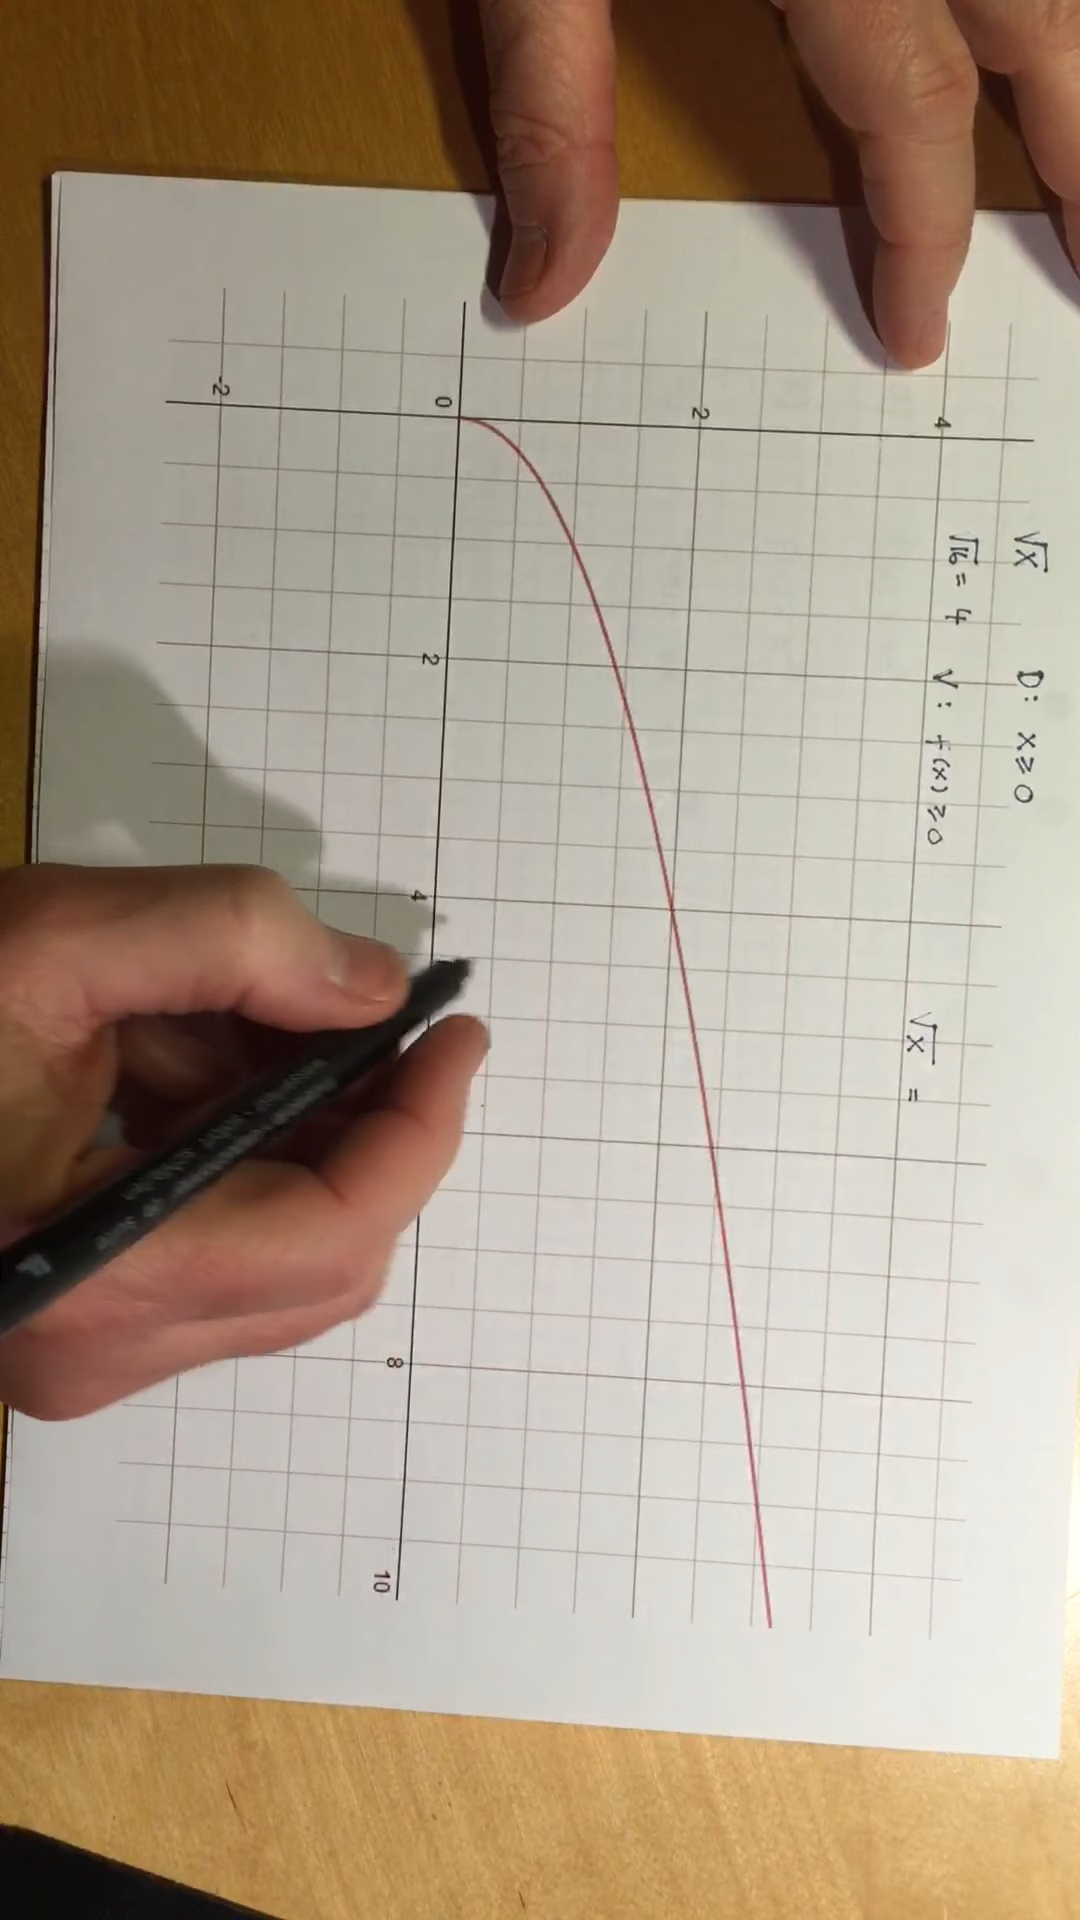 √x D: x ≥ 0
√16 = 4 V: f(x) ≥ 0
√x =
4
2
0
-2
2
4
8
10